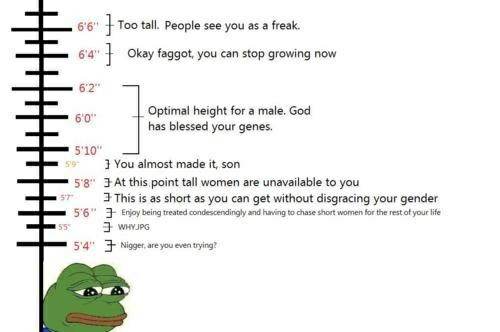 6'6" Too tall. People see you as a freak.
6'4" Okay faggot, you can stop growing now
6'2"
6'0" Optimal height for a male. God
has blessed your genes.
5'10"
5'9" You almost made it, son
5'8" At this point tall women are unavailable to you
5'7" This is as short as you can get without disgracing your gender
5'6" Enjoy being treated condescendingly and having to chase short women for the rest of your life
5'5" WHY.JPG
5'4" Nigger, are you even trying?